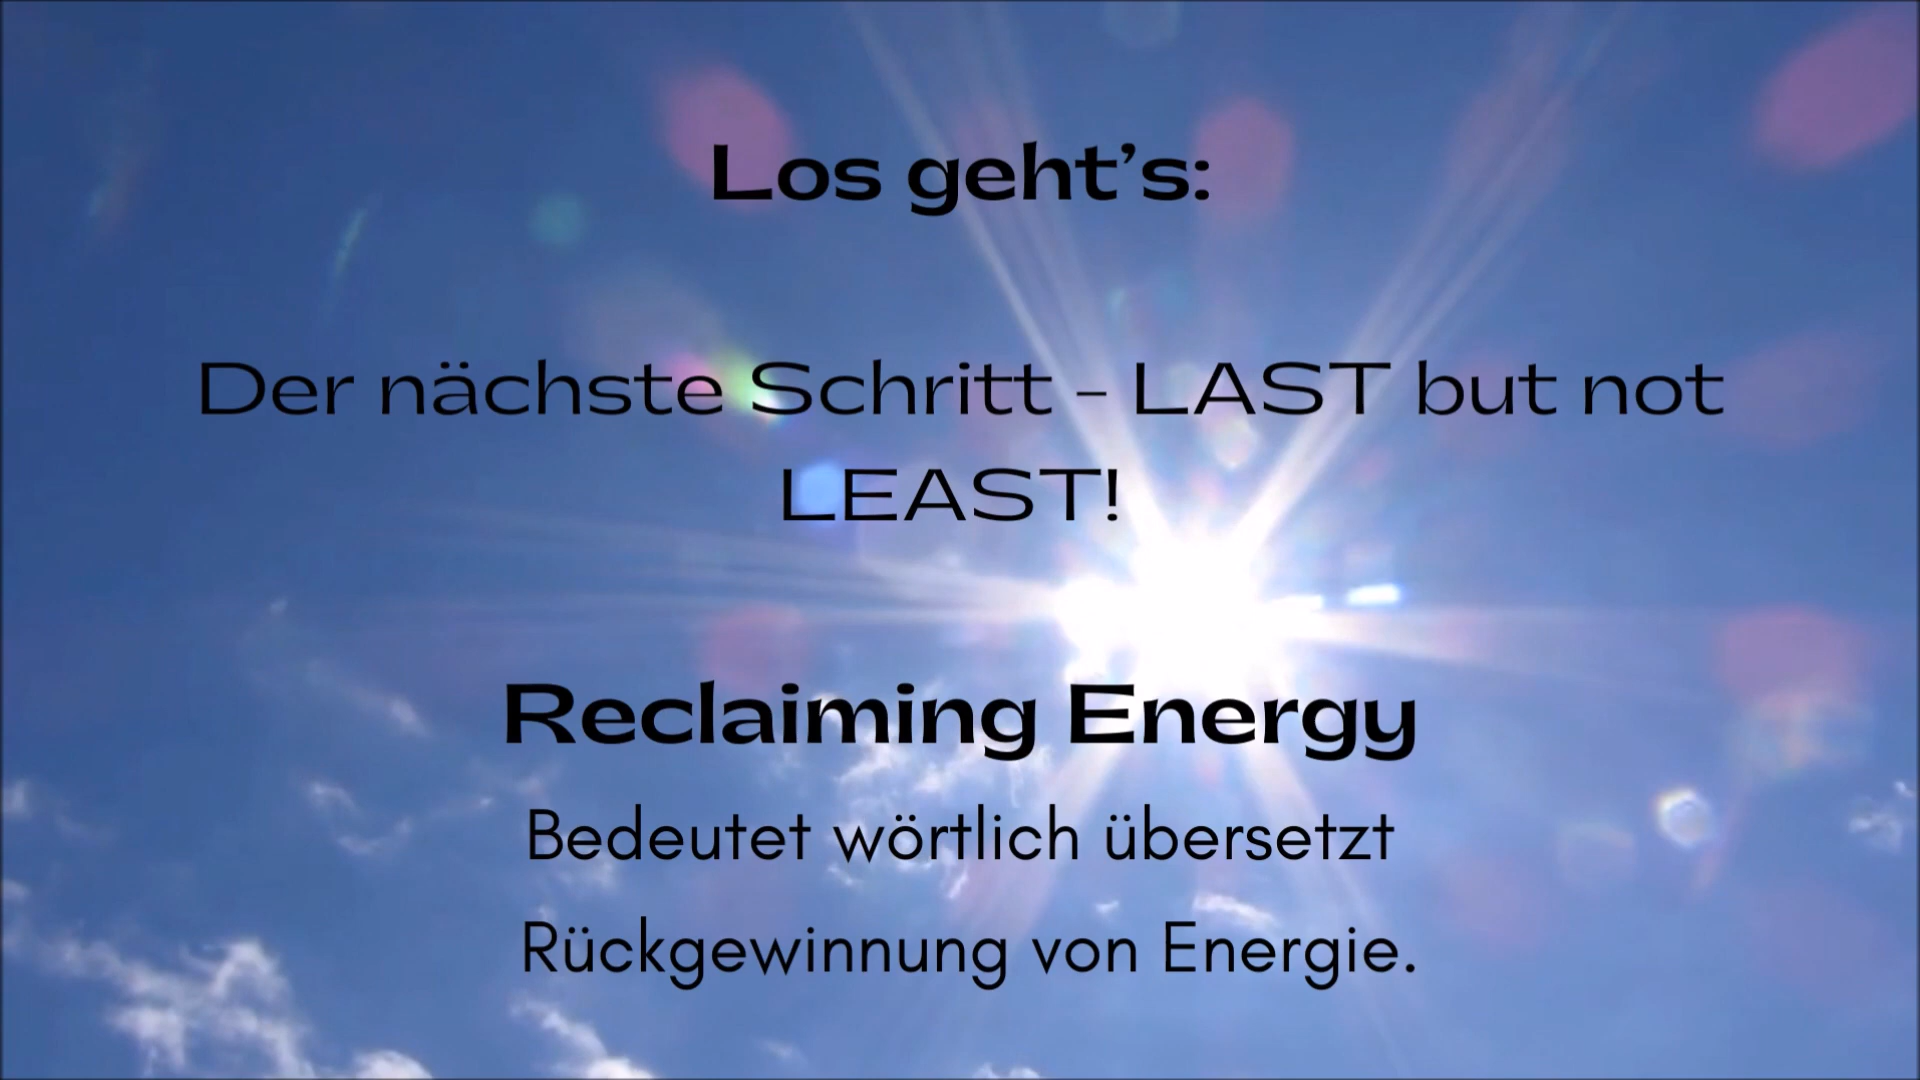 Los geht’s:
Der nächste Schritt - LAST but not
LEAST!
Reclaiming Energy
Bedeutet wörtlich übersetzt
Rückgewinnung von Energie.